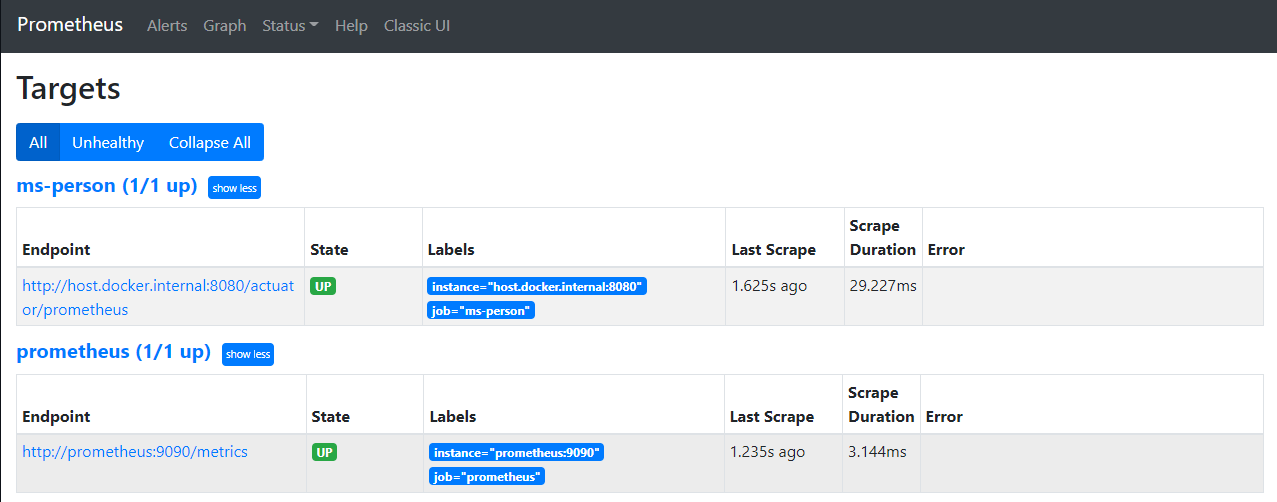 Prometheus Alerts Graph Status Help Classic UI
Targets
All Unhealthy Collapse All
ms-person (1/1 up) show less
Scrape
Endpoint State Labels Last Scrape Duration Error
http://host.docker.internal:8080/actuat UP instance="host.docker.internal:8080" 1.625s ago 29.227ms
or/prometheus job="ms-person"
prometheus (1/1 up) show less
Scrape
Endpoint State Labels Last Scrape Duration Error
http://prometheus:9090/metrics UP instance="prometheus:9090" 1.235s ago 3.144ms
job="prometheus"